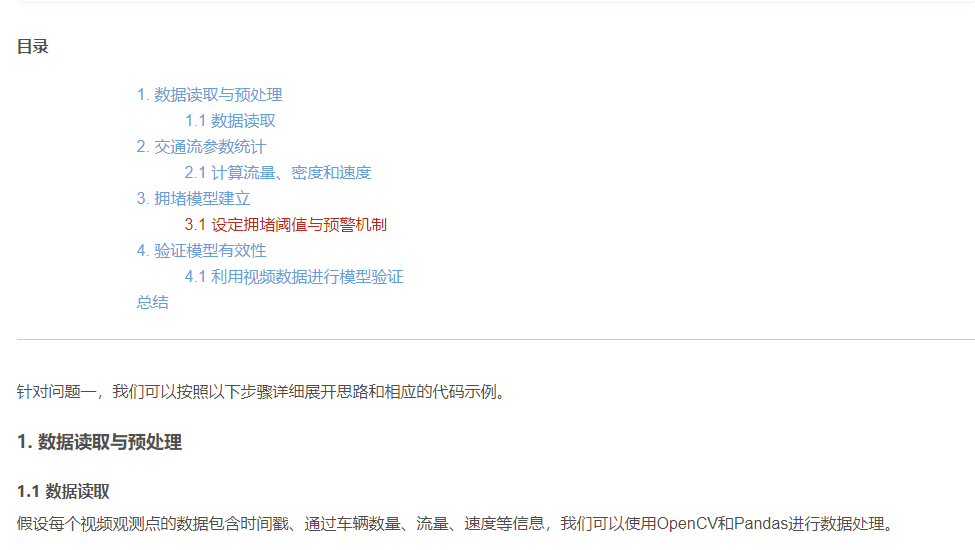 目录
1. 数据读取与预处理
1.1 数据读取
2. 交通流参数统计
2.1 计算流量、密度和速度
3. 拥堵模型建立
3.1 设定拥堵阈值与预警机制
4. 验证模型有效性
4.1 利用视频数据进行模型验证
总结
针对问题一，我们可以按照以下步骤详细展开思路和相应的代码示例。
1. 数据读取与预处理
1.1 数据读取
假设每个视频观测点的数据包含时间戳、通过车辆数量、流量、速度等信息，我们可以使用OpenCV和Pandas进行数据处理。